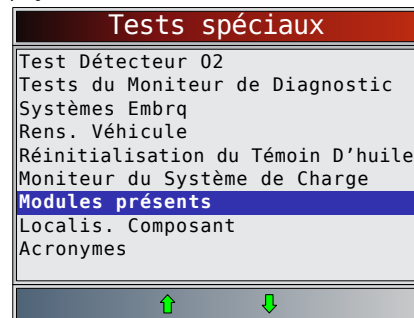 Tests spéciaux
Test Détecteur O2
Tests du Moniteur de Diagnostic
Systèmes Embrq
Rens. Véhicule
Réinitialisation du Témoin D'huile
Moniteur du Système de Charge
Modules présents
Localis. Composant
Acronymes